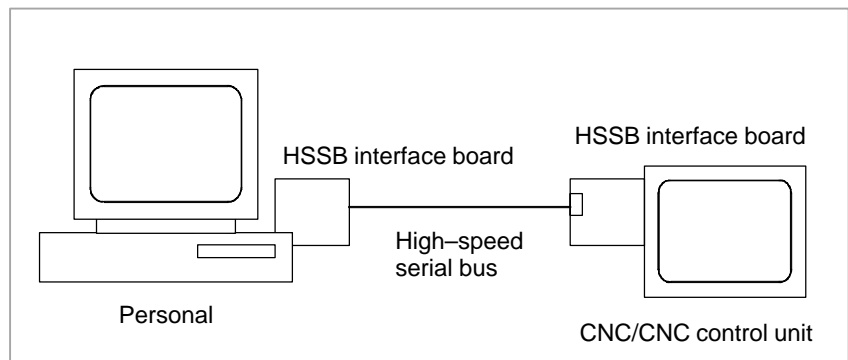 HSSB interface board
HSSB interface board
High–speed
serial bus
Personal
CNC/CNC control unit